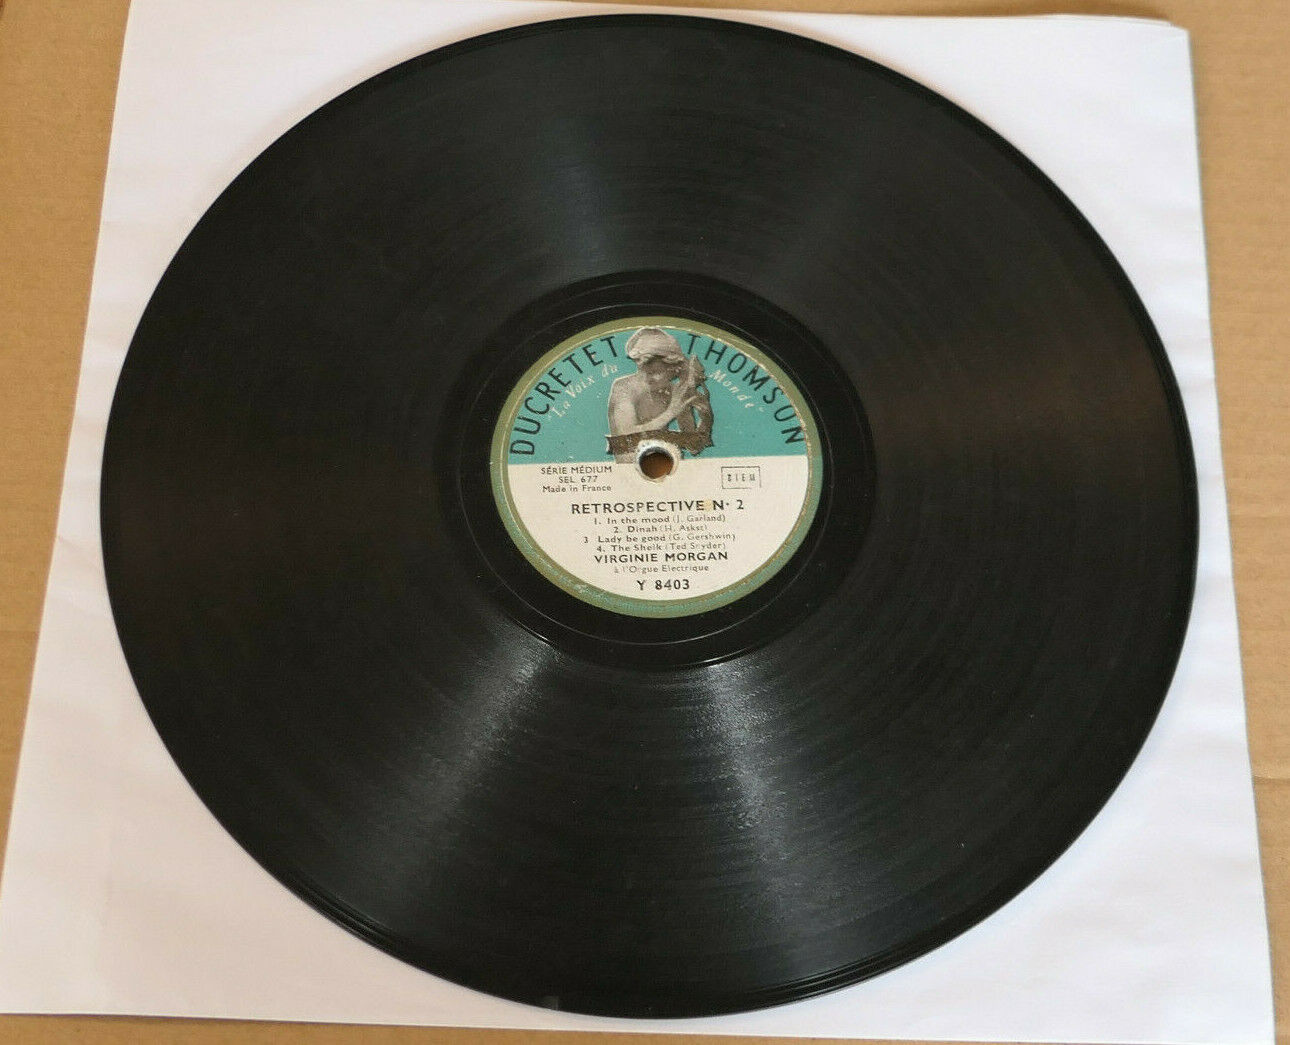 DUCRETET THOMSON
"La Voix du Monde"
SÉRIE MÉDIUM
SEL 677
Made in France
BIEM
RETROSPECTIVE N· 2
1. In the mood (J. Garland)
2. Dinah (H. Askst)
3 Lady be good (G. Gershwin)
4. The Sheik (Ted Snyder)
VIRGINIE MORGAN
à l'Orgue Electrique
Y 8403